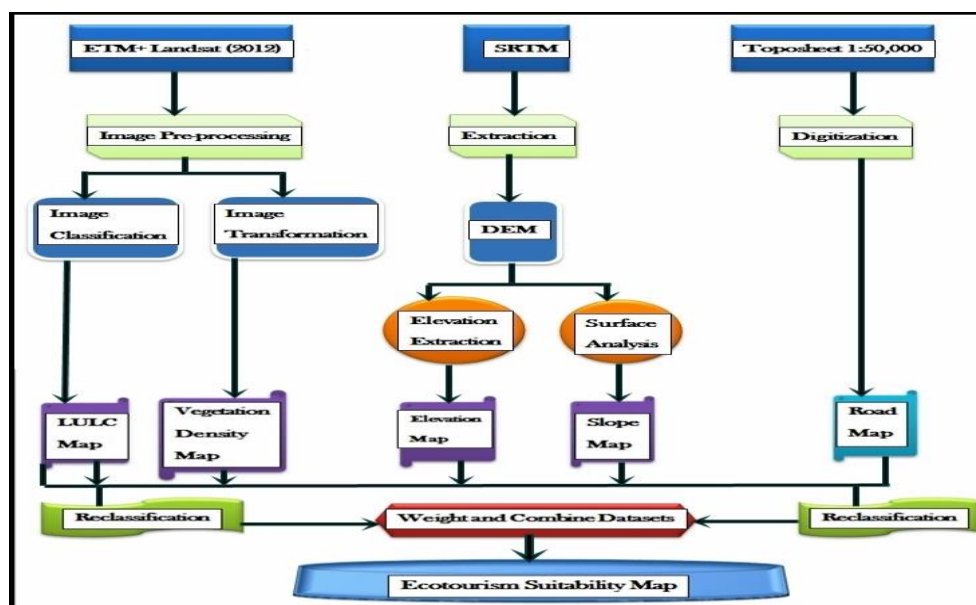 ETM+ Landsat (2012)
SRTM
Toposheet 1:50,000
Image Pre-processing
Extraction
Digitization
Image
Classification
Image
Transformation
DEM
Elevation
Extraction
Surface
Analysis
LULC
Map
Vegetation
Density
Map
Elevation
Map
Slope
Map
Road
Map
Reclassification
Weight and Combine Datasets
Reclassification
Ecotourism Suitability Map